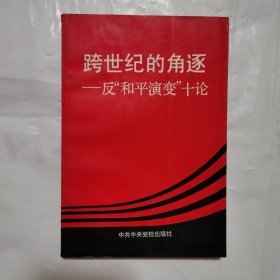 跨世纪的角逐
—反“和平演变”十论
中共中央党校出版社